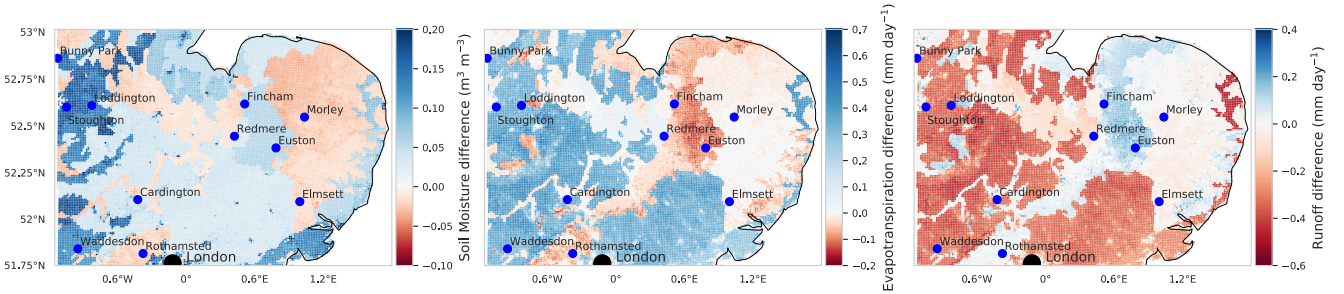 53°N
52.75°N
52.5°N
52.25°N
52°N
51.75°N
0.6°W
0°
0.6°E
1.2°E
Bunny Park
Loddington
Stoughton
Fincham
Morley
Redmere
Euston
Cardington
Elmsett
Waddesdon
Rothamsted
London
0.20
0.15
0.10
0.05
0.00
−0.05
−0.10
Soil Moisture difference (m³ m⁻³)
0.6°W
0°
0.6°E
1.2°E
Bunny Park
Loddington
Stoughton
Fincham
Morley
Redmere
Euston
Cardington
Elmsett
Waddesdon
Rothamsted
London
0.7
0.6
0.5
0.4
0.3
0.2
0.1
0.0
−0.1
−0.2
Evapotranspiration difference (mm day⁻¹)
0.6°W
0°
0.6°E
1.2°E
Bunny Park
Loddington
Stoughton
Fincham
Morley
Redmere
Euston
Cardington
Elmsett
Waddesdon
Rothamsted
London
0.4
0.2
0.0
−0.2
−0.4
−0.6
Runoff difference (mm day⁻¹)